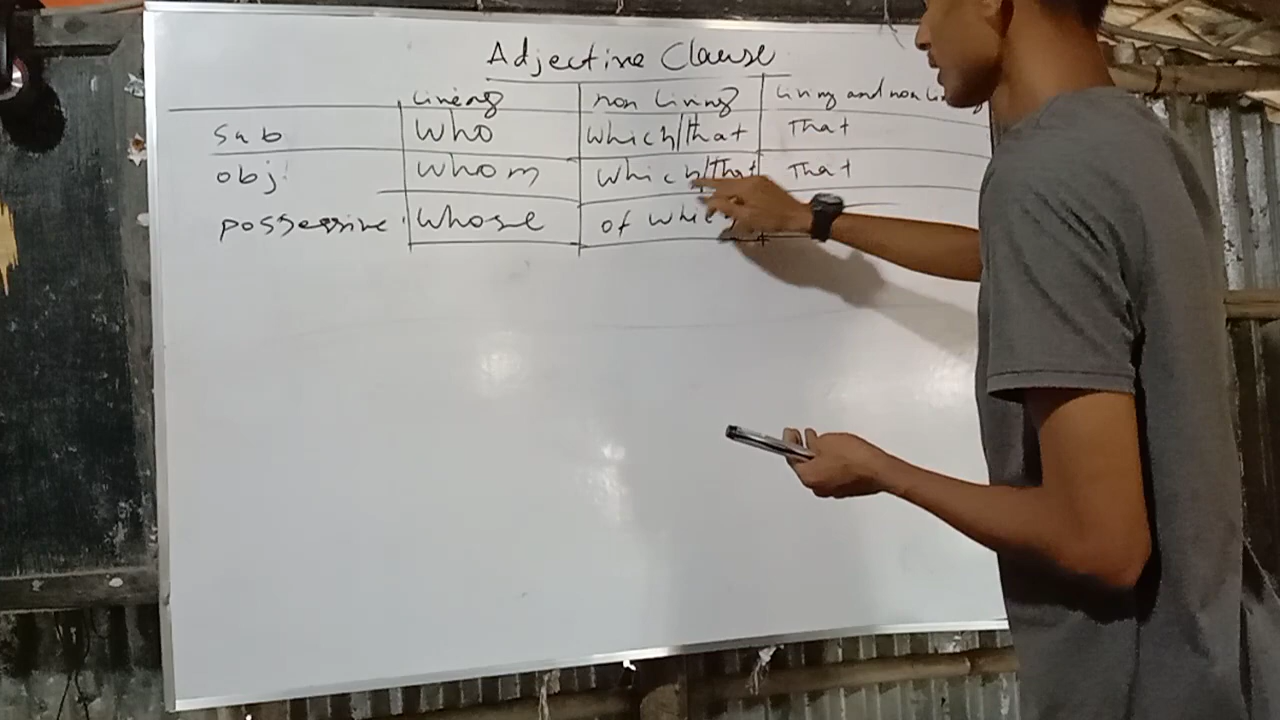 Adjective Clause
living non living living and non living
Sub who which/that That
obj whom which/That That
possessive whose of which